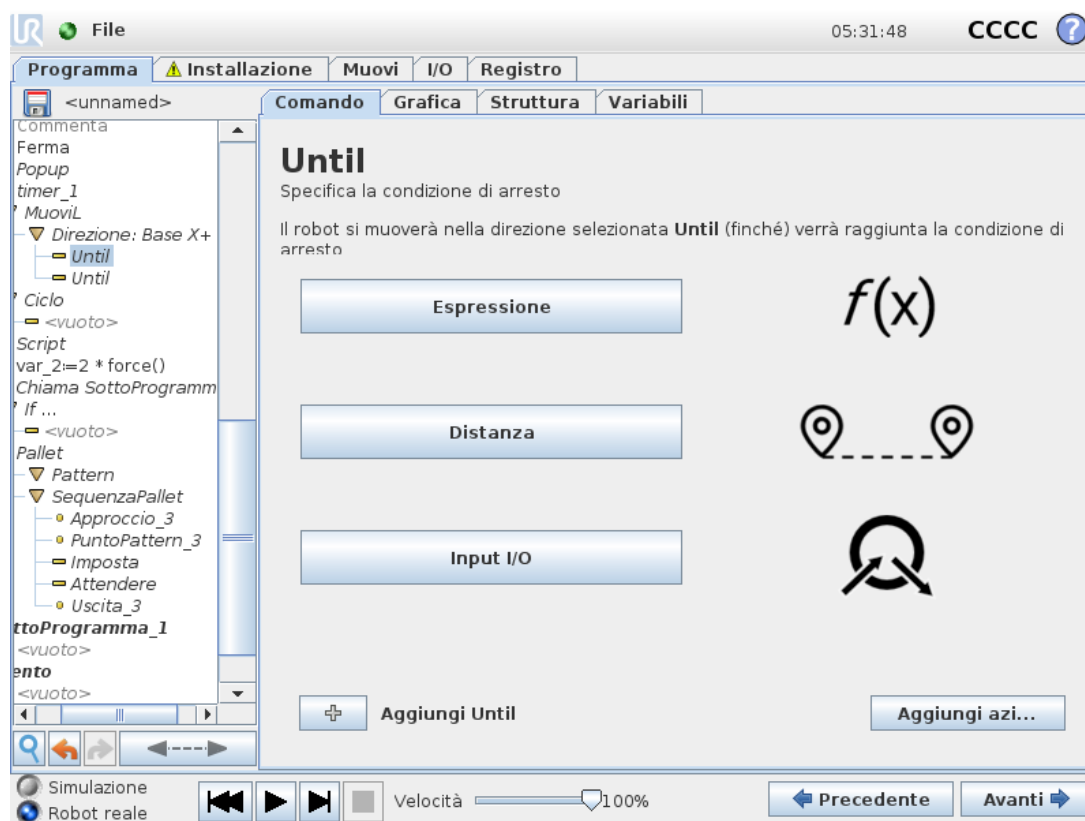 UR File 05:31:48 CCCC ?
Programma Installazione Muovi I/O Registro
<unnamed>
Comando Grafica Struttura Variabili
Commenta
Ferma
Popup
timer_1
MuoviL
Direzione: Base X+
Until
Until
Ciclo
<vuoto>
Script
var_2:=2 * force()
Chiama SottoProgramm
If ...
<vuoto>
Pallet
Pattern
SequenzaPallet
Approccio_3
PuntoPattern_3
Imposta
Attendere
Uscita_3
ttoProgramma_1
<vuoto>
ento
<vuoto>
Until
Specifica la condizione di arresto
Il robot si muoverà nella direzione selezionata Until (finché) verrà raggiunta la condizione di
arresto
Espressione
f(x)
Distanza
Input I/O
Aggiungi Until
Aggiungi azi...
Simulazione
Robot reale
Velocità 100%
Precedente
Avanti